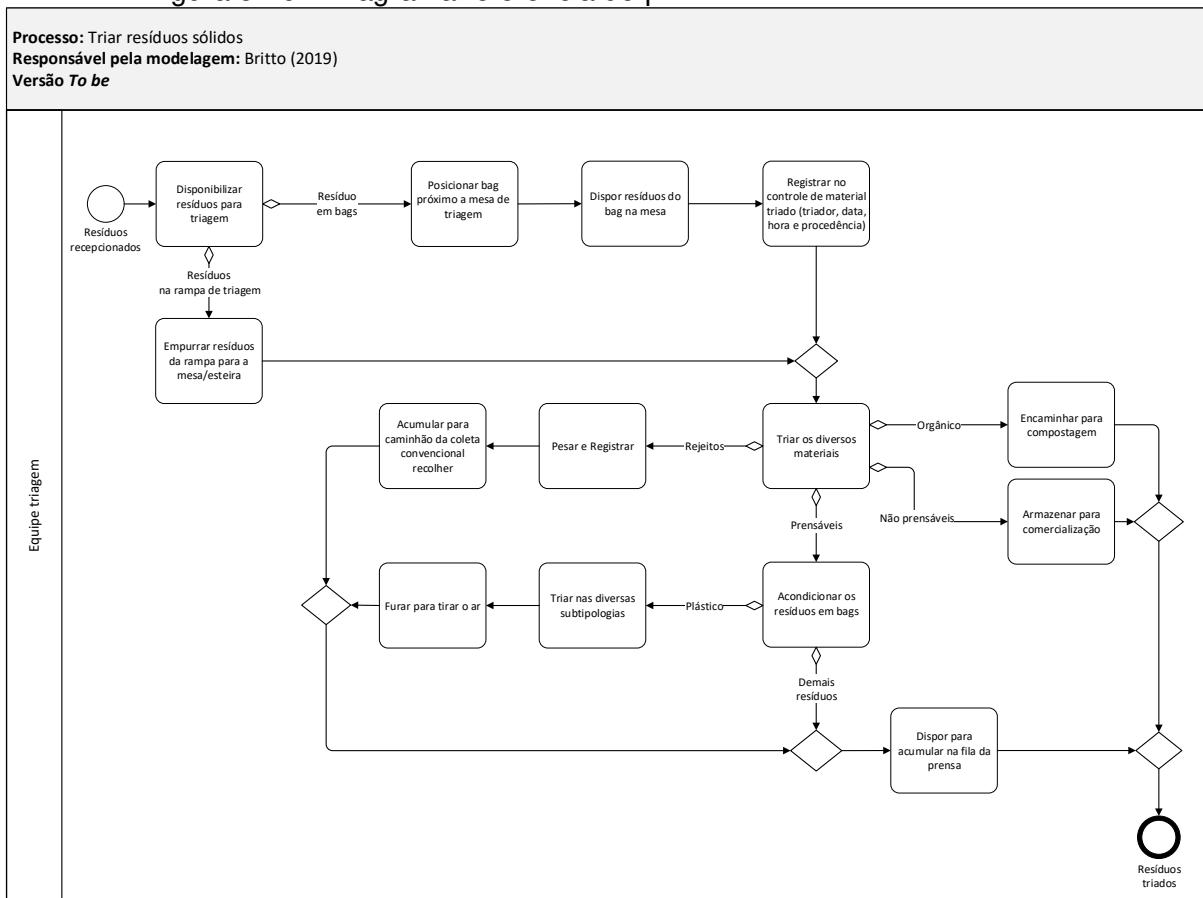 Processo: Triar resíduos sólidos
Responsável pela modelagem: Britto (2019)
Versão To be
Equipe triagem
Resíduos
recepcionados
Disponibilizar
resíduos para
triagem
Resíduo
em bags
Posicionar bag
próximo a mesa de
triagem
Dispor resíduos do
bag na mesa
Registrar no
controle de material
triado (triador, data,
hora e procedência)
Resíduos
na rampa de triagem
Empurrar resíduos
da rampa para a
mesa/esteira
Acumular para
caminhão da coleta
convencional
recolher
Pesar e Registrar
Rejeitos
Triar os diversos
materiais
Orgânico
Encaminhar para
compostagem
Prensáveis
Não prensáveis
Armazenar para
comercialização
Furar para tirar o ar
Triar nas diversas
subtipologias
Plástico
Acondicionar os
resíduos em bags
Demais
resíduos
Dispor para
acumular na fila da
prensa
Resíduos
triados